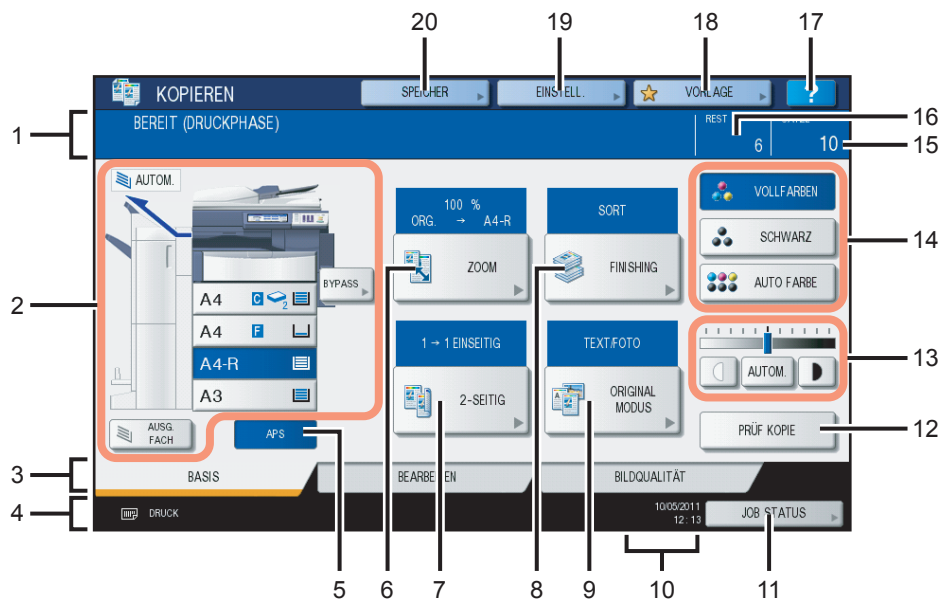 20 19 18 17
KOPIEREN SPEICHER EINSTELL. VORLAGE ?
1 BEREIT (DRUCKPHASE) REST 16
6 10 15
AUTOM. VOLLFARBEN
100 %
ORG. → A4-R SORT
SCHWARZ 14
ZOOM FINISHING
BYPASS AUTO FARBE
2 A4 C 2
A4 F
1 → 1 EINSEITIG TEXT/FOTO
A4-R 13
AUTOM.
A3 2-SEITIG A ORIGINAL
MODUS
AUSG.
FACH APS PRÜF KOPIE 12
3 BASIS BEARBEITEN BILDQUALITÄT
4 DRUCK 10/05/2011
12 : 13 JOB STATUS
5 6 7 8 9 10 11